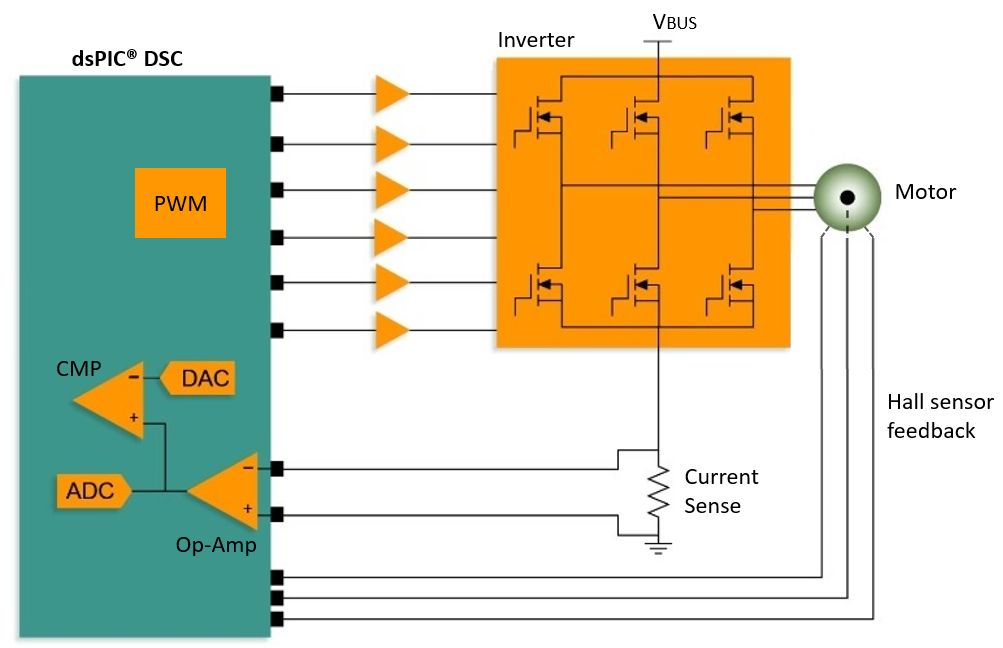 VBUS
Inverter
dsPIC® DSC
PWM
Motor
CMP
−
DAC
+
Hall sensor
feedback
−
ADC
+
Current
Sense
Op-Amp